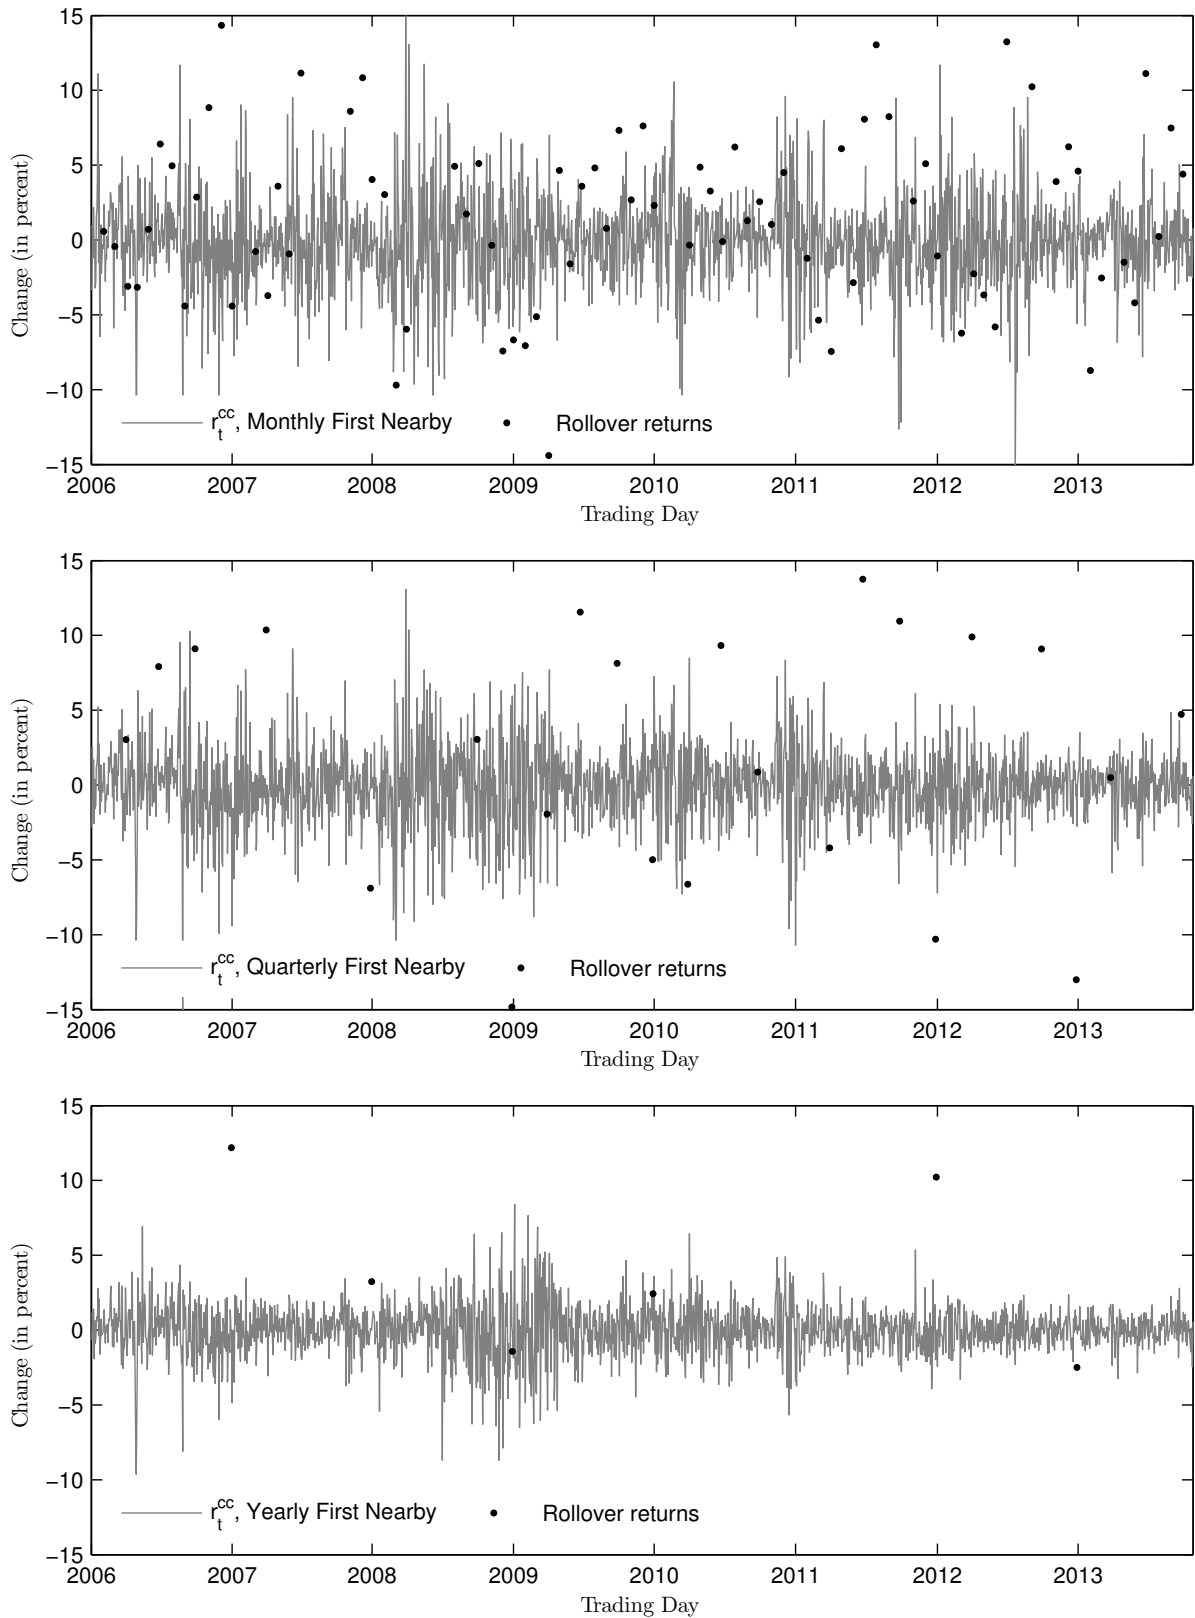 15
10
5
0
−5
−10
−15
Change (in percent)
r_t^cc, Monthly First Nearby Rollover returns
2006 2007 2008 2009 2010 2011 2012 2013
Trading Day
15
10
5
0
−5
−10
−15
Change (in percent)
r_t^cc, Quarterly First Nearby Rollover returns
2006 2007 2008 2009 2010 2011 2012 2013
Trading Day
15
10
5
0
−5
−10
−15
Change (in percent)
r_t^cc, Yearly First Nearby Rollover returns
2006 2007 2008 2009 2010 2011 2012 2013
Trading Day